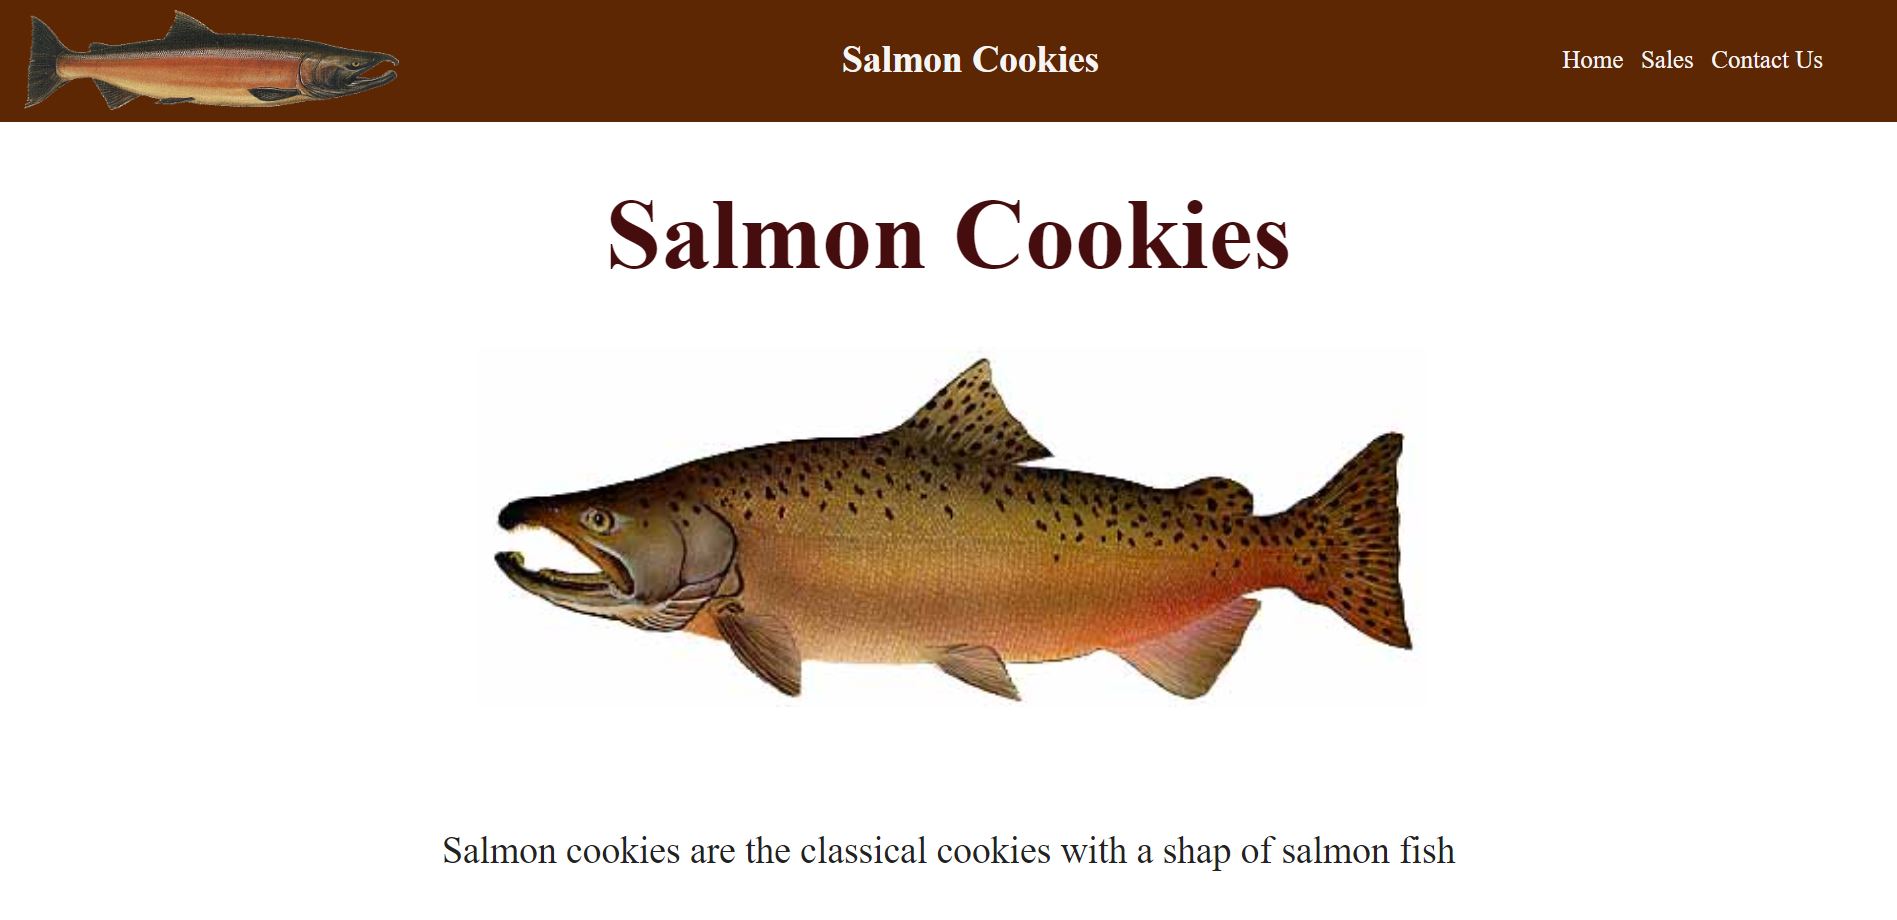 Salmon Cookies
Home Sales Contact Us
Salmon Cookies
Salmon cookies are the classical cookies with a shap of salmon fish